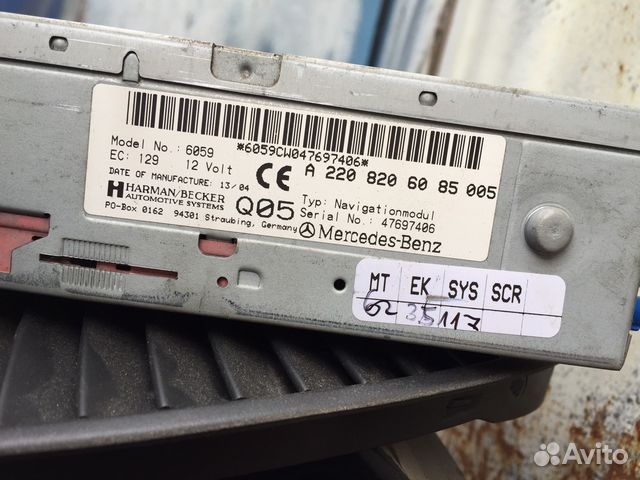 *6059CW047697406*
Model No.: 6059
EC: 129 12 Volt
DATE OF MANUFACTURE: 13/04
CE A 220 820 60 85 005
HARMAN/BECKER
AUTOMOTIVE SYSTEMS
PO-Box 0162 94301 Straubing, Germany
Q05
Typ: Navigationmodul
Serial No.: 47697406
Mercedes-Benz
MT EK SYS SCR
62 35 117
Avito